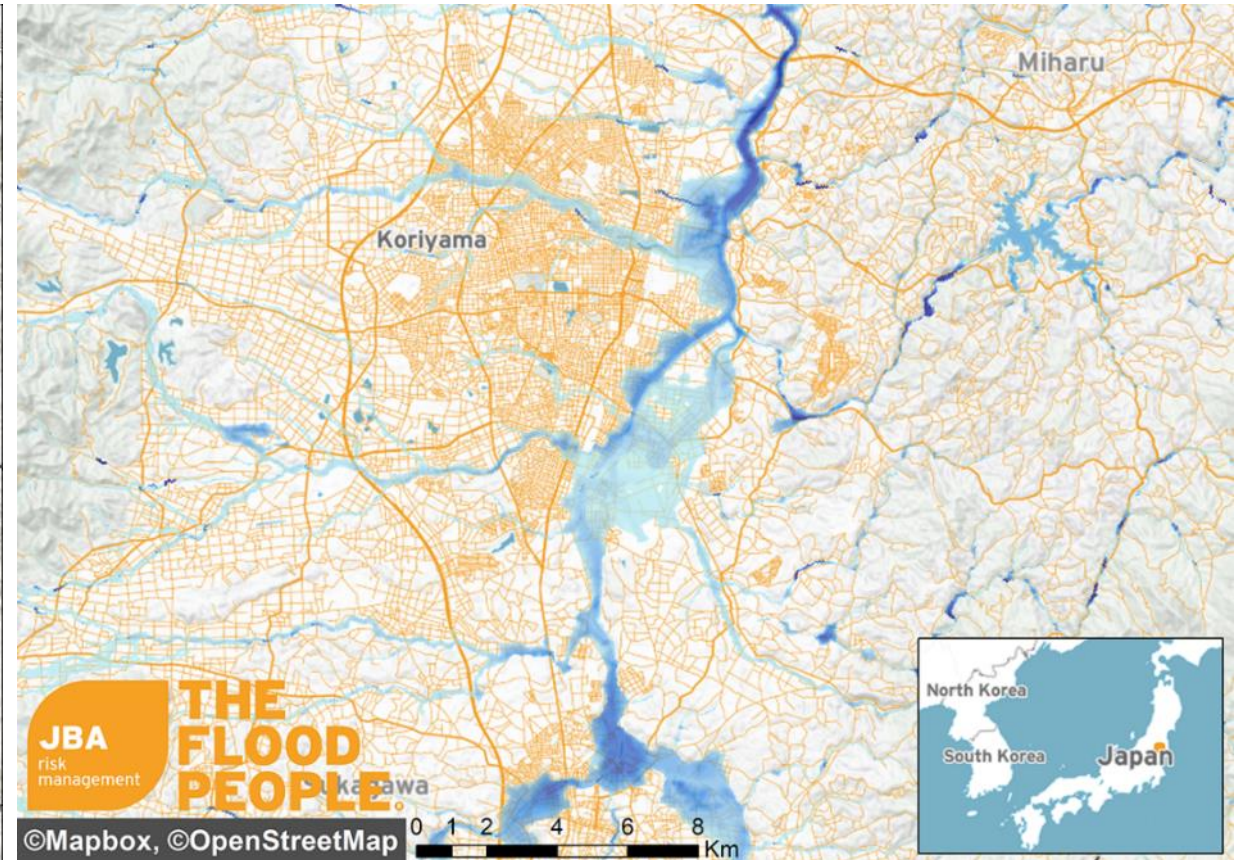 Miharu
Koriyama
North Korea
South Korea
Japan
JBA
risk
management
THE
FLOOD
PEOPLE.
©Mapbox, ©OpenStreetMap
0 1 2 4 6 8
Km